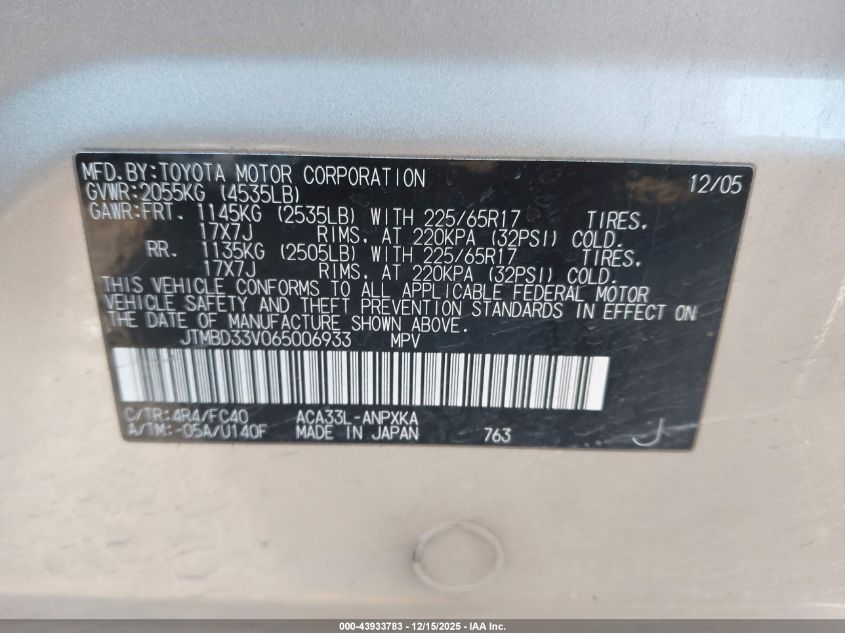 MFD.BY:TOYOTA MOTOR CORPORATION 12/05
GVWR:2055KG (4535LB)
GAWR:FRT. 1145KG (2535LB) WITH 225/65R17 TIRES.
17X7J RIMS, AT 220KPA (32PSI) COLD.
RR. 1135KG (2505LB) WITH 225/65R17 TIRES.
17X7J RIMS, AT 220KPA (32PSI) COLD.
THIS VEHICLE CONFORMS TO ALL APPLICABLE FEDERAL MOTOR
VEHICLE SAFETY AND THEFT PREVENTION STANDARDS IN EFFECT ON
THE DATE OF MANUFACTURE SHOWN ABOVE.
JTMBD33V065006933 MPV
C/TR:4R4/FC40 ACA33L-ANPXKA
A/TM:-05A/U140F MADE IN JAPAN 763 J
000-43933783 - 12/15/2025 - IAA Inc.